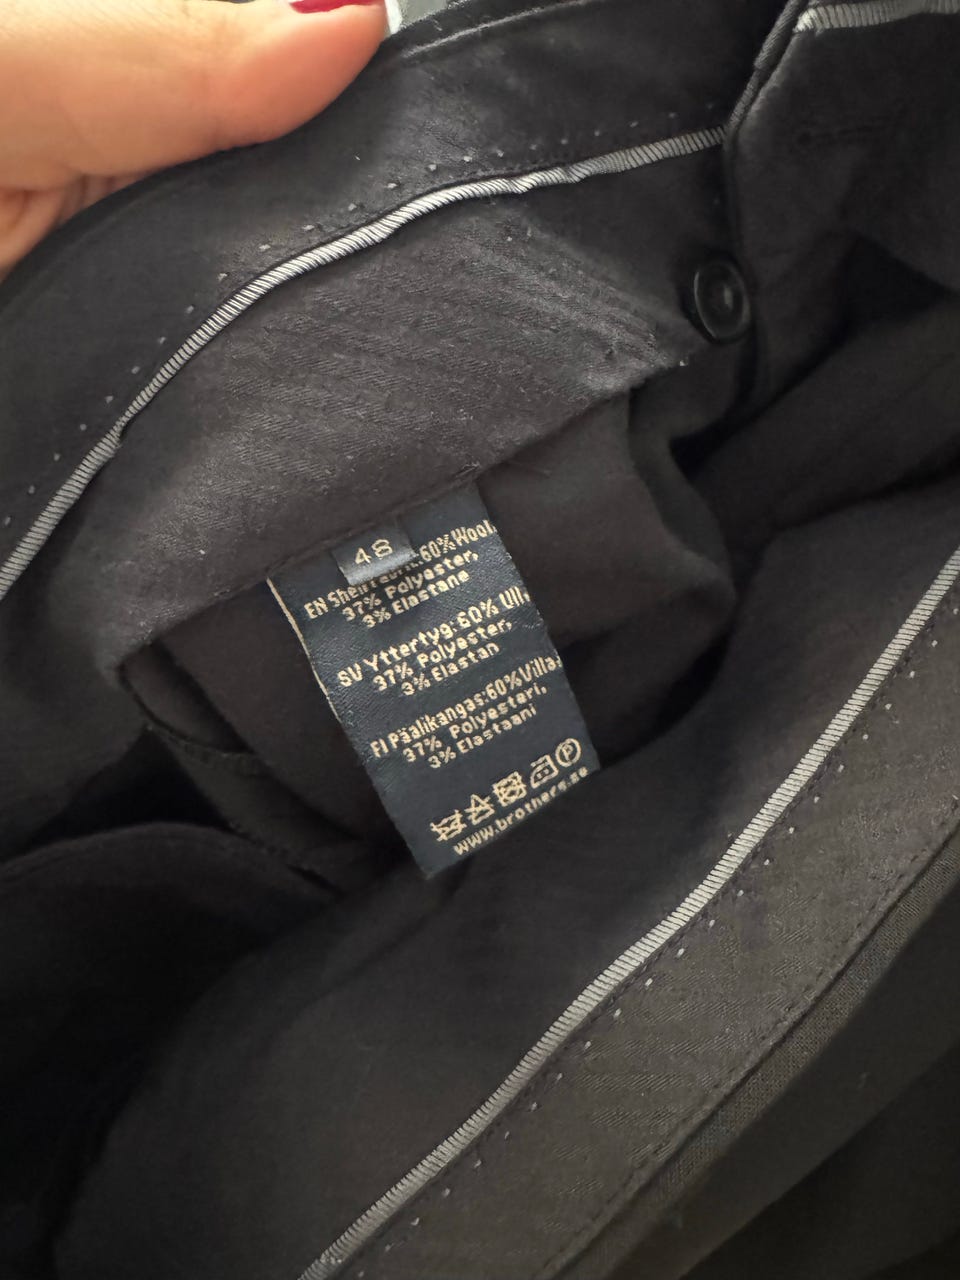 48
EN Shell fabric:60% Wool,
37% Polyester,
3% Elastane
SV Yttertyg:60% Ull,
37% Polyester,
3% Elastan
FI Päälikangas:60% Villa,
37% Polyesteri,
3% Elastaani
P
www.brothers.se